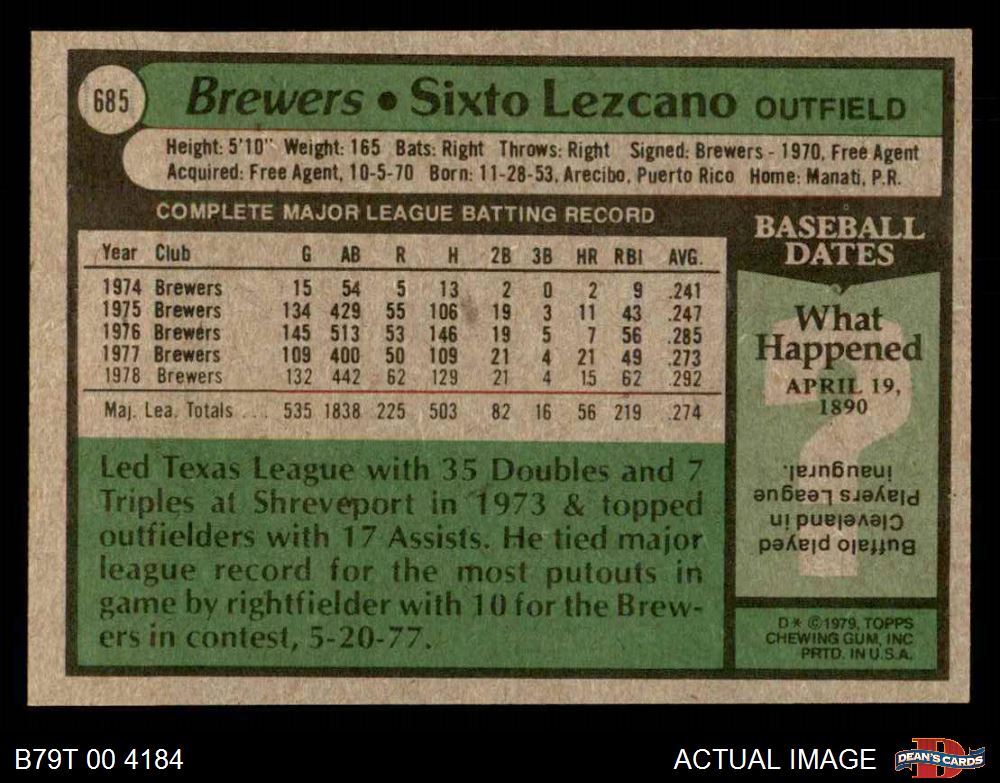 685
Brewers • Sixto Lezcano OUTFIELD
Height: 5'10" Weight: 165 Bats: Right Throws: Right Signed: Brewers - 1970, Free Agent
Acquired: Free Agent, 10-5-70 Born: 11-28-53, Arecibo, Puerto Rico Home: Manati, P.R.
COMPLETE MAJOR LEAGUE BATTING RECORD
Year Club G AB R H 2B 3B HR RBI AVG.
1974 Brewers 15 54 5 13 2 0 2 9 .241
1975 Brewers 134 429 55 106 19 3 11 43 .247
1976 Brewers 145 513 53 146 19 5 7 56 .285
1977 Brewers 109 400 50 109 21 4 21 49 .273
1978 Brewers 132 442 62 129 21 4 15 62 .292
Maj. Lea. Totals ... 535 1838 225 503 82 16 56 219 .274
Led Texas League with 35 Doubles and 7
Triples at Shreveport in 1973 & topped
outfielders with 17 Assists. He tied major
league record for the most putouts in
game by rightfielder with 10 for the Brew-
ers in contest, 5-20-77.
BASEBALL
DATES
What
Happened
APRIL 19,
1890
?
Buffalo played
Cleveland in
Players League
inaugural.
D* ©1979, TOPPS
CHEWING GUM, INC
PRTD. IN U.S.A.
B79T 00 4184
ACTUAL IMAGE
D
DEAN'S CARDS